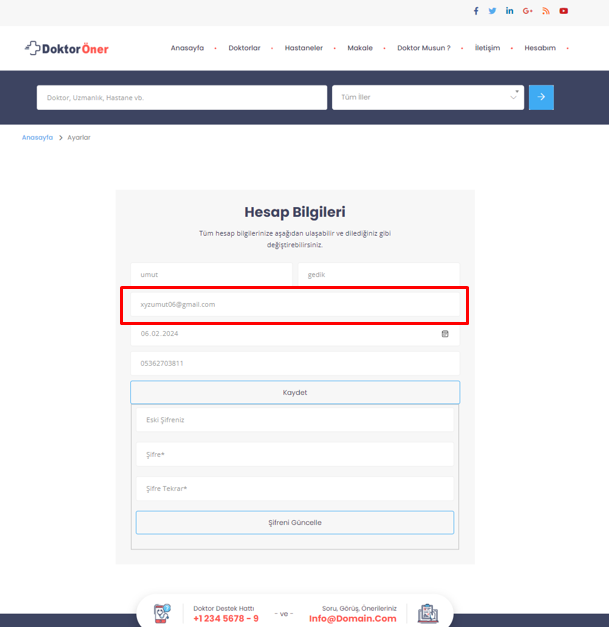 DoktorÖner
Anasayfa Doktorlar Hastaneler Makale Doktor Musun ? İletişim Hesabım
Doktor, Uzmanlık, Hastane vb. Tüm İller
Anasayfa Ayarlar
Hesap Bilgileri
Tüm hesap bilgilerinize aşağıdan ulaşabilir ve dilediğiniz gibi
değiştirebilirsiniz.
umut gedik
xyzumut06@gmail.com
06.02.2024
05362703811
Kaydet
Eski Şifreniz
Şifre*
Şifre Tekrar*
Şifreni Güncelle
Doktor Destek Hattı
+1 234 5678 - 9
- ve -
Soru, Görüş, Önerileriniz
Info@Domain.Com